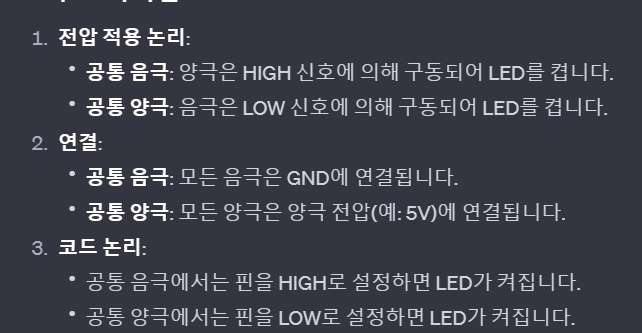 1. 전압 적용 논리:
• 공통 음극: 양극은 HIGH 신호에 의해 구동되어 LED를 켭니다.
• 공통 양극: 음극은 LOW 신호에 의해 구동되어 LED를 켭니다.
2. 연결:
• 공통 음극: 모든 음극은 GND에 연결됩니다.
• 공통 양극: 모든 양극은 양극 전압(예: 5V)에 연결됩니다.
3. 코드 논리:
• 공통 음극에서는 핀을 HIGH로 설정하면 LED가 켜집니다.
• 공통 양극에서는 핀을 LOW로 설정하면 LED가 켜집니다.